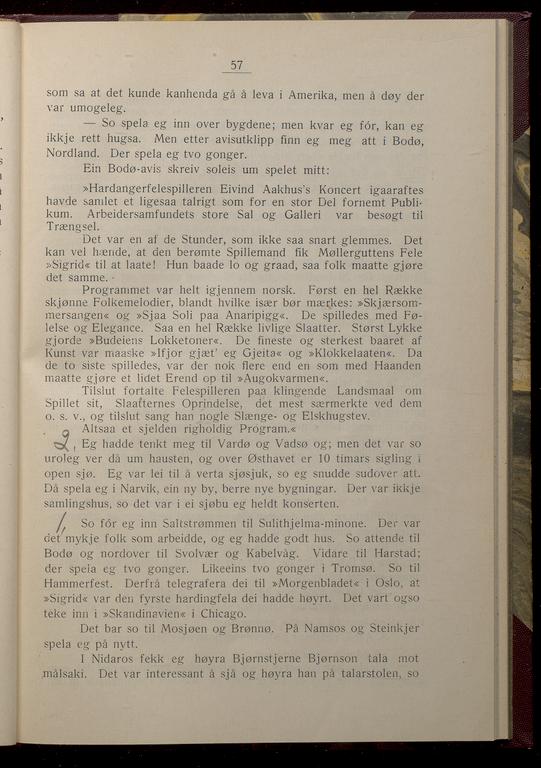 57
som sa at det kunde kanhenda gå å leva i Amerika, men å døy der
var umogeleg.
— So spela eg inn over bygdene; men kvar eg fór, kan eg
ikkje rett hugsa. Men etter avisutklipp finn eg meg att i Bodø,
Nordland. Der spela eg tvo gonger.
Ein Bodø-avis skreiv soleis um spelet mitt:
»Hardangerfelespilleren Eivind Aakhus's Koncert igaaraftes
havde samlet et ligesaa talrigt som for en stor Del fornemt Publi-
kum. Arbeidersamfundets store Sal og Galleri var besøgt til
Trængsel.
Det var en af de Stunder, som ikke saa snart glemmes. Det
kan vel hænde, at den berømte Spillemand fik Møllerguttens Fele
»Sigrid« til at laate! Hun baade lo og graad, saa folk maatte gjøre
det samme.
Programmet var helt igjennem norsk. Først en hel Række
skjønne Folkemelodier, blandt hvilke især bør mærkes: »Skjærsom-
mersangen« og »Sjaa Soli paa Anaripigg«. De spilledes med Fø-
lelse og Elegance. Saa en hel Række livlige Slaatter. Størst Lykke
gjorde »Budeiens Lokketoner«. De fineste og sterkest baaret af
Kunst var maaske »Ifjor gjæt' eg Gjeita« og »Klokkelaaten«. Da
de to siste spilledes, var der nok flere end en som med Haanden
maatte gjøre et lidet Erend op til »Augokvarmen«.
Tilslut fortalte Felespilleren paa klingende Landsmaal om
Spillet sit, Slaatternes Oprindelse, det mest særmerkte ved dem
o. s. v., og tilslut sang han nogle Slænge- og Elskhugstev.
Altsaa et sjelden righoldig Program.«
2, Eg hadde tenkt meg til Vardø og Vadsø og; men det var so
uroleg ver då um hausten, og over Østhavet er 10 timars sigling i
open sjø. Eg var lei til å verta sjøsjuk, so eg snudde sudover att.
Då spela eg i Narvik, ein ny by, berre nye bygningar. Der var ikkje
samlingshus, so det var i ei sjøbu eg heldt konserten.
1, So fór eg inn Saltstrømmen til Sulithjelma-minone. Der var
det mykje folk som arbeidde, og eg hadde godt hus. So attende til
Bodø og nordover til Svolvær og Kabelvåg. Vidare til Harstad;
der spela eg tvo gonger. Likeeins tvo gonger i Tromsø. So til
Hammerfest. Derfrå telegrafera dei til »Morgenbladet« i Oslo, at
»Sigrid« var den fyrste hardingfela dei hadde høyrt. Det vart ogso
teke inn i »Skandinavien« i Chicago.
Det bar so til Mosjøen og Brønnø. På Namsos og Steinkjer
spela eg på nytt.
I Nidaros fekk eg høyra Bjørnstjerne Bjørnson tala mot
målsaki. Det var interessant å sjå og høyra han på talarstolen, so